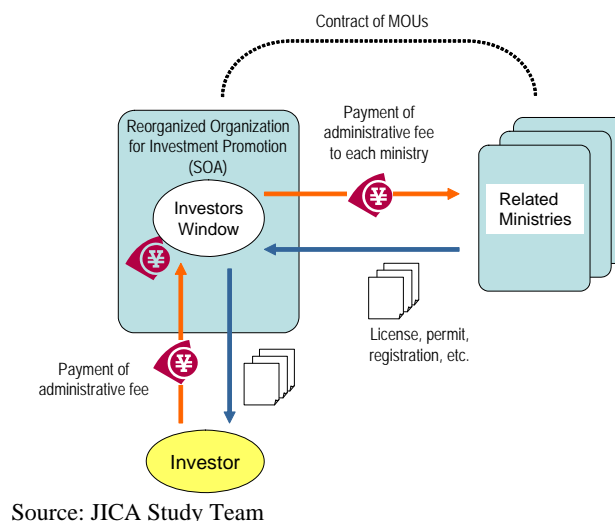 Contract of MOUs
Reorganized Organization
for Investment Promotion
(SOA)
Payment of
administrative fee
to each ministry
Investors
Window
Related
Ministries
¥
¥
¥
License, permit,
registration, etc.
Payment of
administrative fee
Investor
Source: JICA Study Team